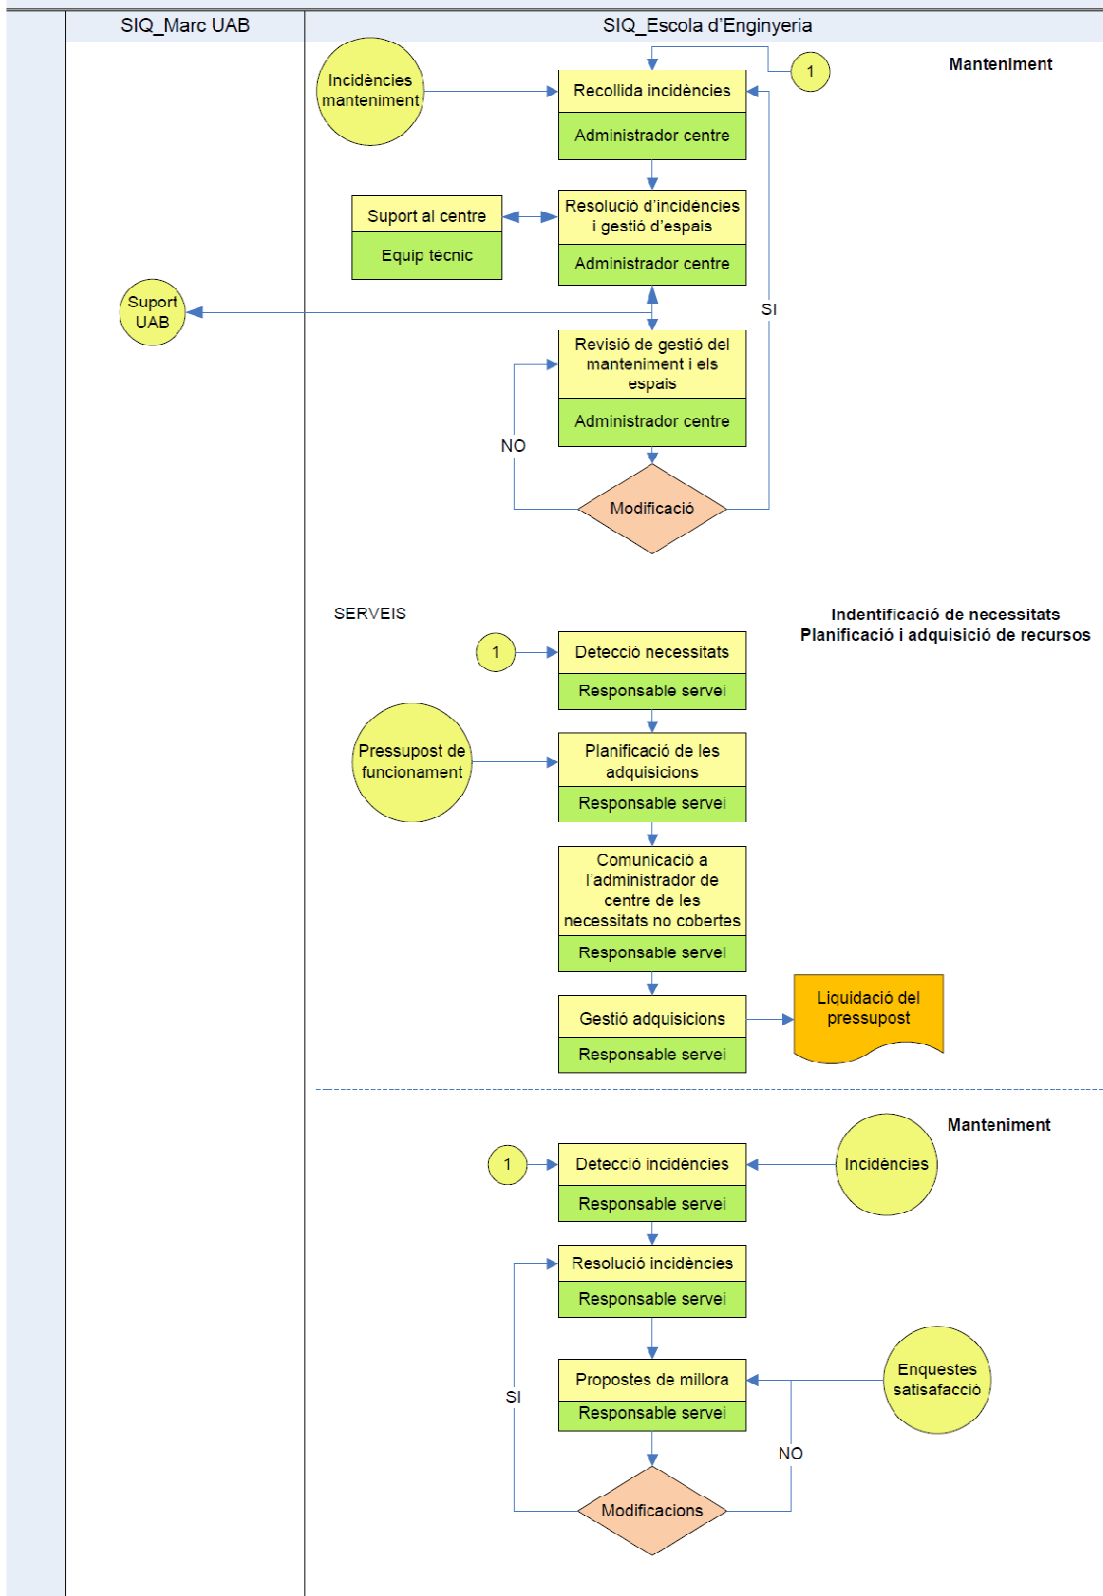 SIQ_Marc UAB
SIQ_Escola d'Enginyeria
Manteniment
1
Incidències
manteniment
Recollida incidències
Administrador centre
Suport al centre
Equip tècnic
Resolució d'incidències
i gestió d'espais
Administrador centre
Suport
UAB
SI
Revisió de gestió del
manteniment i els
espais
Administrador centre
NO
Modificació
SERVEIS
Indentificació de necessitats
Planificació i adquisició de recursos
1
Detecció necessitats
Responsable servei
Pressupost de
funcionament
Planificació de les
adquisicions
Responsable servei
Comunicació a
l'administrador de
centre de les
necessitats no cobertes
Responsable servei
Gestió adquisicions
Responsable servei
Liquidació del
pressupost
Manteniment
1
Detecció incidències
Responsable servei
Incidències
Resolució incidències
Responsable servei
Propostes de millora
Responsable servei
Enquestes
satisafacció
SI
NO
Modificacions